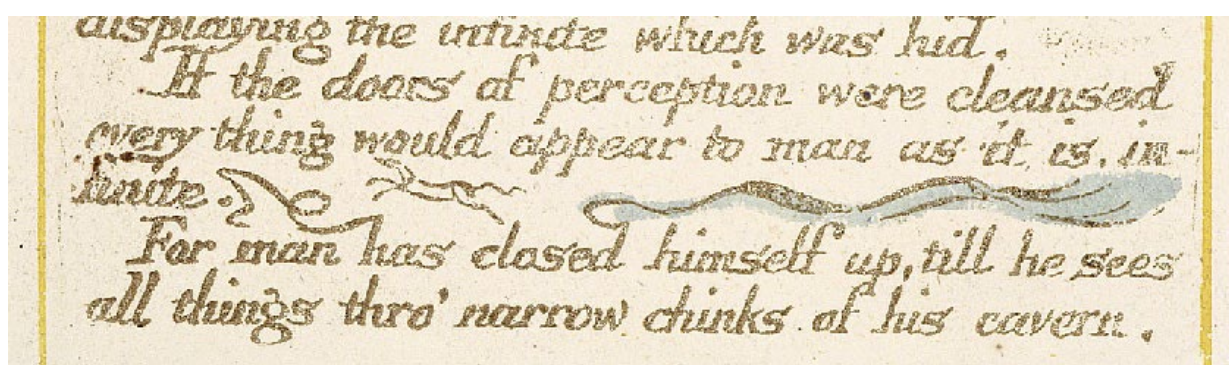 displaying the infinite which was hid.
If the doors of perception were cleansed
every thing would appear to man as it is, in-
finite.
For man has closed himself up, till he sees
all things thro' narrow chinks of his cavern.